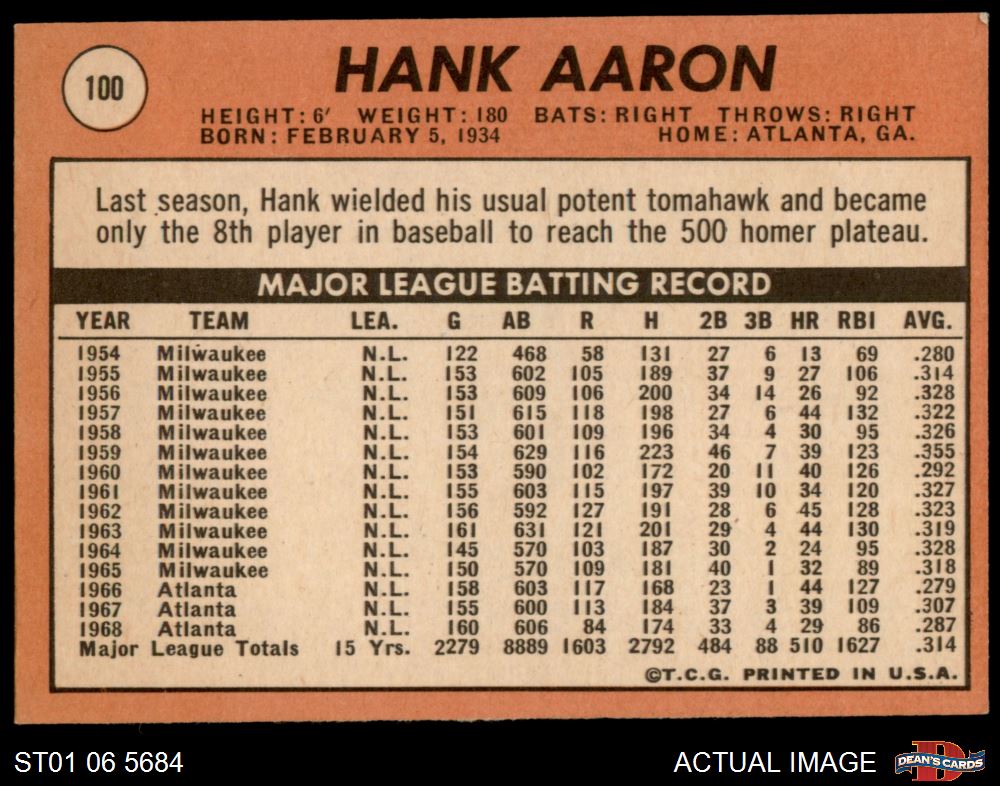 100
HANK AARON
HEIGHT: 6' WEIGHT: 180 BATS: RIGHT THROWS: RIGHT
BORN: FEBRUARY 5, 1934 HOME: ATLANTA, GA.
Last season, Hank wielded his usual potent tomahawk and became
only the 8th player in baseball to reach the 500 homer plateau.
MAJOR LEAGUE BATTING RECORD
YEAR TEAM LEA. G AB R H 2B 3B HR RBI AVG.
1954 Milwaukee N.L. 122 468 58 131 27 6 13 69 .280
1955 Milwaukee N.L. 153 602 105 189 37 9 27 106 .314
1956 Milwaukee N.L. 153 609 106 200 34 14 26 92 .328
1957 Milwaukee N.L. 151 615 118 198 27 6 44 132 .322
1958 Milwaukee N.L. 153 601 109 196 34 4 30 95 .326
1959 Milwaukee N.L. 154 629 116 223 46 7 39 123 .355
1960 Milwaukee N.L. 153 590 102 172 20 11 40 126 .292
1961 Milwaukee N.L. 155 603 115 197 39 10 34 120 .327
1962 Milwaukee N.L. 156 592 127 191 28 6 45 128 .323
1963 Milwaukee N.L. 161 631 121 201 29 4 44 130 .319
1964 Milwaukee N.L. 145 570 103 187 30 2 24 95 .328
1965 Milwaukee N.L. 150 570 109 181 40 1 32 89 .318
1966 Atlanta N.L. 158 603 117 168 23 1 44 127 .279
1967 Atlanta N.L. 155 600 113 184 37 3 39 109 .307
1968 Atlanta N.L. 160 606 84 174 33 4 29 86 .287
Major League Totals 15 Yrs. 2279 8889 1603 2792 484 88 510 1627 .314
©T.C.G. PRINTED IN U.S.A.
ST01 06 5684 ACTUAL IMAGE D DEAN'S CARDS